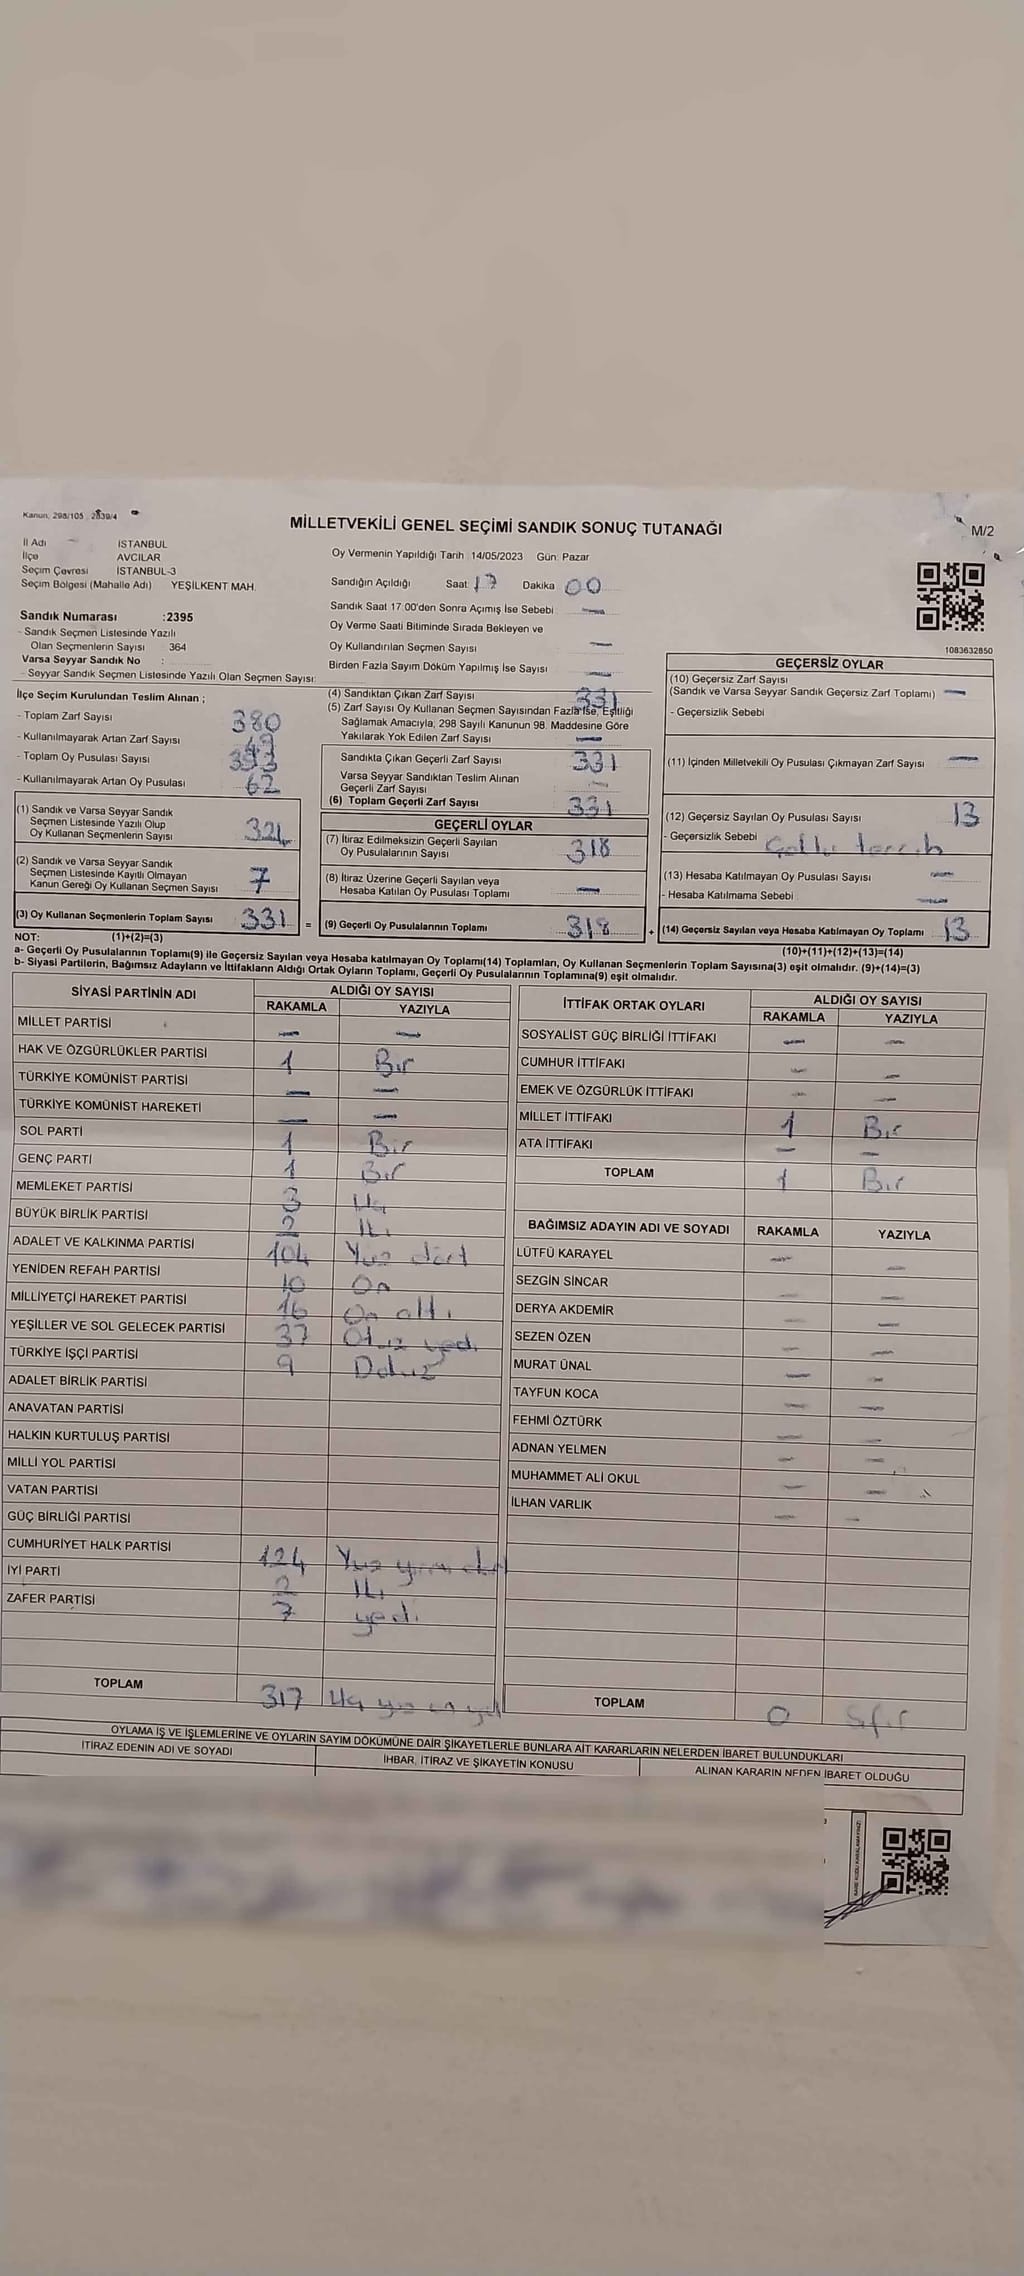 Kanun; 298/105 , 2839/4
MİLLETVEKİLİ GENEL SEÇİMİ SANDIK SONUÇ TUTANAĞI
M/2
İl Adı İSTANBUL
İlçe AVCILAR
Seçim Çevresi İSTANBUL-3
Seçim Bölgesi (Mahalle Adı) YEŞİLKENT MAH.
Oy Vermenin Yapıldığı Tarih 14/05/2023 Gün: Pazar
Sandığın Açıldığı Saat 17 Dakika 00
Sandık Saat 17:00'den Sonra Açımış İse Sebebi —
Oy Verme Saati Bitiminde Sırada Bekleyen ve
Oy Kullandırılan Seçmen Sayısı —
Birden Fazla Sayım Döküm Yapılmış İse Sayısı —
1083632850
Sandık Numarası :2395
- Sandık Seçmen Listesinde Yazılı
Olan Seçmenlerin Sayısı 364
Varsa Seyyar Sandık No :
- Seyyar Sandık Seçmen Listesinde Yazılı Olan Seçmen Sayısı:
İlçe Seçim Kurulundan Teslim Alınan ;
- Toplam Zarf Sayısı 380
- Kullanılmayarak Artan Zarf Sayısı
- Toplam Oy Pusulası Sayısı 393
- Kullanılmayarak Artan Oy Pusulası 62
(1) Sandık ve Varsa Seyyar Sandık
Seçmen Listesinde Yazılı Olup
Oy Kullanan Seçmenlerin Sayısı 324
(2) Sandık ve Varsa Seyyar Sandık
Seçmen Listesinde Kayıtlı Olmayan
Kanun Gereği Oy Kullanan Seçmen Sayısı 7
(3) Oy Kullanan Seçmenlerin Toplam Sayısı 331 =
(4) Sandıktan Çıkan Zarf Sayısı 331
(5) Zarf Sayısı Oy Kullanan Seçmen Sayısından Fazla İse, Eşitliği
Sağlamak Amacıyla, 298 Sayılı Kanunun 98. Maddesine Göre
Yakılarak Yok Edilen Zarf Sayısı —
Sandıkta Çıkan Geçerli Zarf Sayısı 331
Varsa Seyyar Sandıktan Teslim Alınan
Geçerli Zarf Sayısı —
(6) Toplam Geçerli Zarf Sayısı 331
GEÇERLİ OYLAR
(7) İtiraz Edilmeksizin Geçerli Sayılan
Oy Pusulalarının Sayısı 318
(8) İtiraz Üzerine Geçerli Sayılan veya
Hesaba Katılan Oy Pusulası Toplamı —
(9) Geçerli Oy Pusulalarının Toplamı 318 +
GEÇERSİZ OYLAR
(10) Geçersiz Zarf Sayısı
(Sandık ve Varsa Seyyar Sandık Geçersiz Zarf Toplamı) —
- Geçersizlik Sebebi
(11) İçinden Milletvekili Oy Pusulası Çıkmayan Zarf Sayısı —
(12) Geçersiz Sayılan Oy Pusulası Sayısı 13
- Geçersizlik Sebebi
(13) Hesaba Katılmayan Oy Pusulası Sayısı —
- Hesaba Katılmama Sebebi —
(14) Geçersiz Sayılan veya Hesaba Katılmayan Oy Toplamı 13
NOT: (1)+(2)=(3)
(10)+(11)+(12)+(13)=(14)
a- Geçerli Oy Pusulalarının Toplamı(9) ile Geçersiz Sayılan veya Hesaba katılmayan Oy Toplamı(14) Toplamları, Oy Kullanan Seçmenlerin Toplam Sayısına(3) eşit olmalıdır. (9)+(14)=(3)
b- Siyasi Partilerin, Bağımsız Adayların ve İttifakların Aldığı Ortak Oyların Toplamı, Geçerli Oy Pusulalarının Toplamına(9) eşit olmalıdır.
SİYASİ PARTİNİN ADI ALDIĞI OY SAYISI
RAKAMLA YAZIYLA
MİLLET PARTİSİ — —
HAK VE ÖZGÜRLÜKLER PARTİSİ 1 Bir
TÜRKİYE KOMÜNİST PARTİSİ — —
TÜRKİYE KOMÜNİST HAREKETİ — —
SOL PARTİ 1 Bir
GENÇ PARTİ 1 Bir
MEMLEKET PARTİSİ 3 Üç
BÜYÜK BİRLİK PARTİSİ 2 İki
ADALET VE KALKINMA PARTİSİ 104 Yüz dört
YENİDEN REFAH PARTİSİ 10 On
MİLLİYETÇİ HAREKET PARTİSİ 16 On altı
YEŞİLLER VE SOL GELECEK PARTİSİ 37 Otuz yedi
TÜRKİYE İŞÇİ PARTİSİ 9 Dokuz
ADALET BİRLİK PARTİSİ
ANAVATAN PARTİSİ
HALKIN KURTULUŞ PARTİSİ
MİLLİ YOL PARTİSİ
VATAN PARTİSİ
GÜÇ BİRLİĞİ PARTİSİ
CUMHURİYET HALK PARTİSİ 124 Yüz yirmi dört
İYİ PARTİ 2 İki
ZAFER PARTİSİ 7 yedi
TOPLAM 317 Üç yüz on yedi
İTTİFAK ORTAK OYLARI ALDIĞI OY SAYISI
RAKAMLA YAZIYLA
SOSYALİST GÜÇ BİRLİĞİ İTTİFAKI — —
CUMHUR İTTİFAKI — —
EMEK VE ÖZGÜRLÜK İTTİFAKI — —
MİLLET İTTİFAKI 1 Bir
ATA İTTİFAKI — —
TOPLAM 1 Bir
BAĞIMSIZ ADAYIN ADI VE SOYADI RAKAMLA YAZIYLA
LÜTFÜ KARAYEL — —
SEZGİN SİNCAR — —
DERYA AKDEMİR — —
SEZEN ÖZEN — —
MURAT ÜNAL — —
TAYFUN KOCA — —
FEHMİ ÖZTÜRK — —
ADNAN YELMEN — —
MUHAMMET ALİ OKUL — —
İLHAN VARLIK — —
TOPLAM 0 Sıfır
OYLAMA İŞ VE İŞLEMLERİNE VE OYLARIN SAYIM DÖKÜMÜNE DAİR ŞİKAYETLERLE BUNLARA AİT KARARLARIN NELERDEN İBARET BULUNDUKLARI
İTİRAZ EDENİN ADI VE SOYADI İHBAR, İTİRAZ VE ŞİKAYETİN KONUSU ALINAN KARARIN NEDEN İBARET OLDUĞU